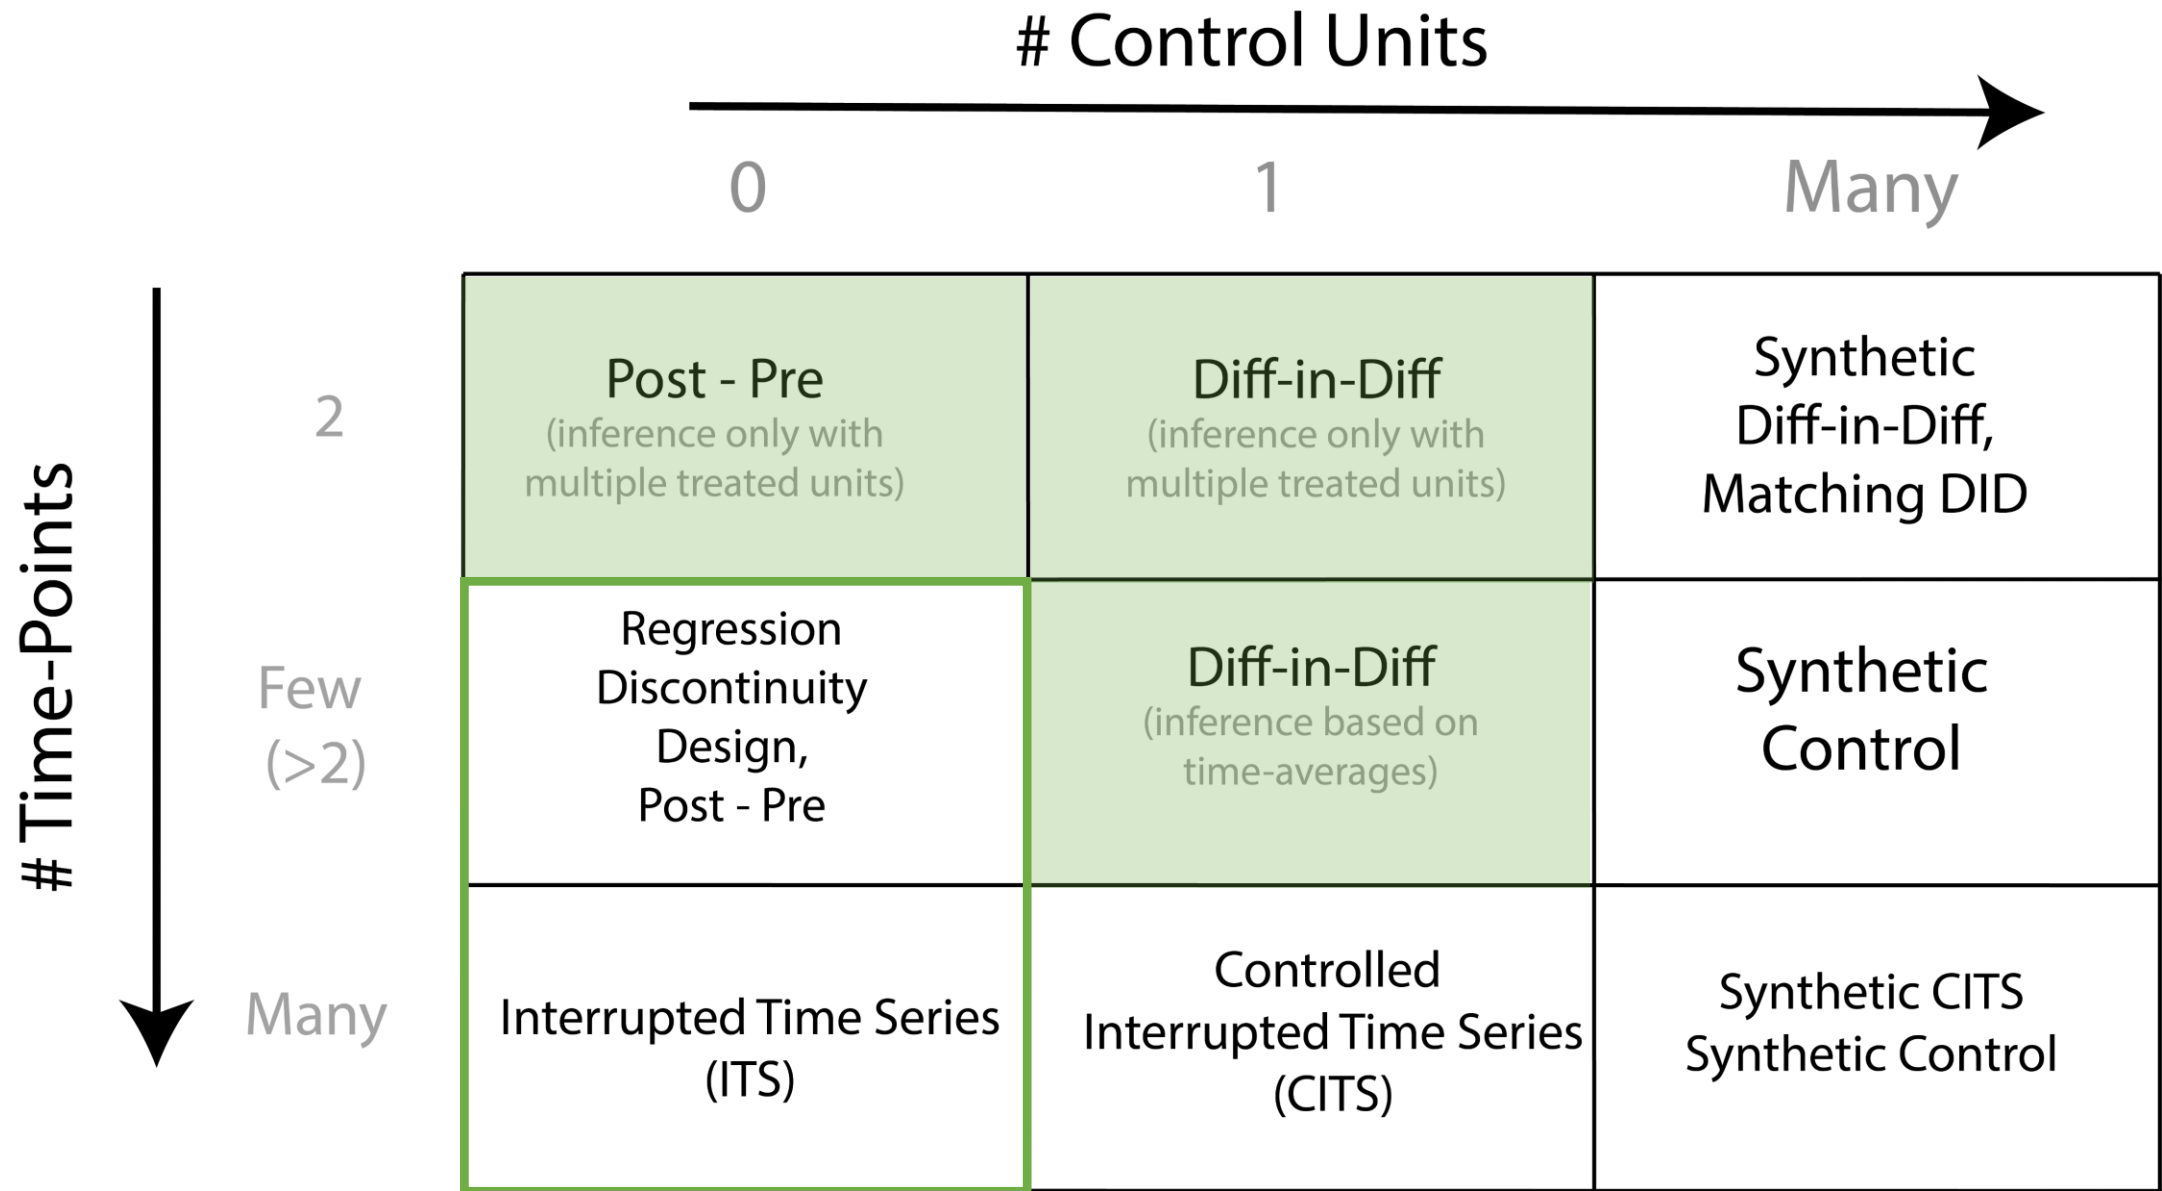 # Control Units
0
1
Many
# Time-Points
2
Post - Pre
(inference only with
multiple treated units)
Diff-in-Diff
(inference only with
multiple treated units)
Synthetic
Diff-in-Diff,
Matching DID
Few
(>2)
Regression
Discontinuity
Design,
Post - Pre
Diff-in-Diff
(inference based on
time-averages)
Synthetic
Control
Many
Interrupted Time Series
(ITS)
Controlled
Interrupted Time Series
(CITS)
Synthetic CITS
Synthetic Control